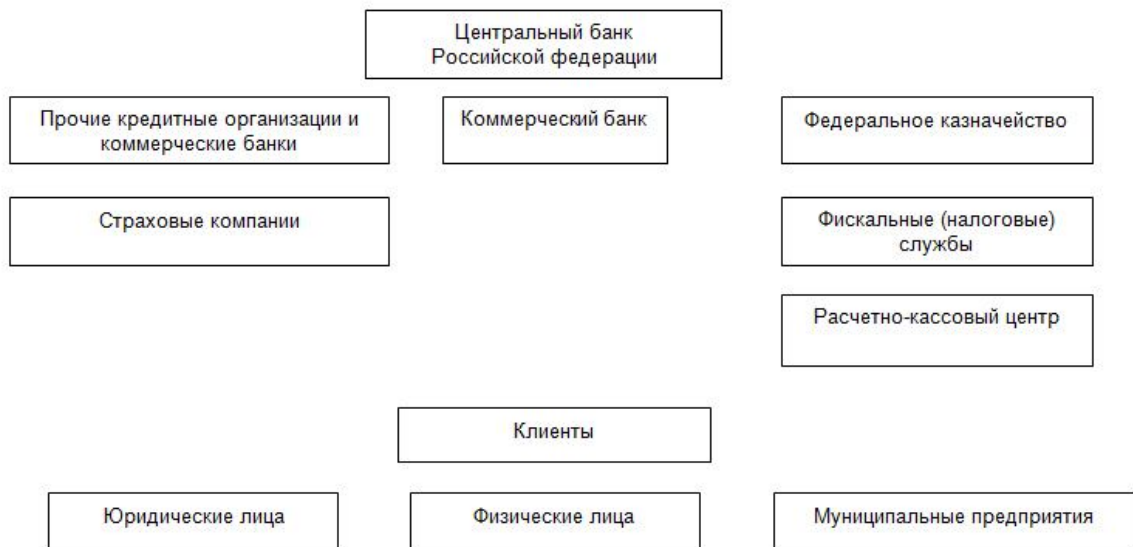 Центральный банк
Российской федерации
Прочие кредитные организации и
коммерческие банки
Коммерческий банк
Федеральное казначейство
Страховые компании
Фискальные (налоговые)
службы
Расчетно-кассовый центр
Клиенты
Юридические лица
Физические лица
Муниципальные предприятия